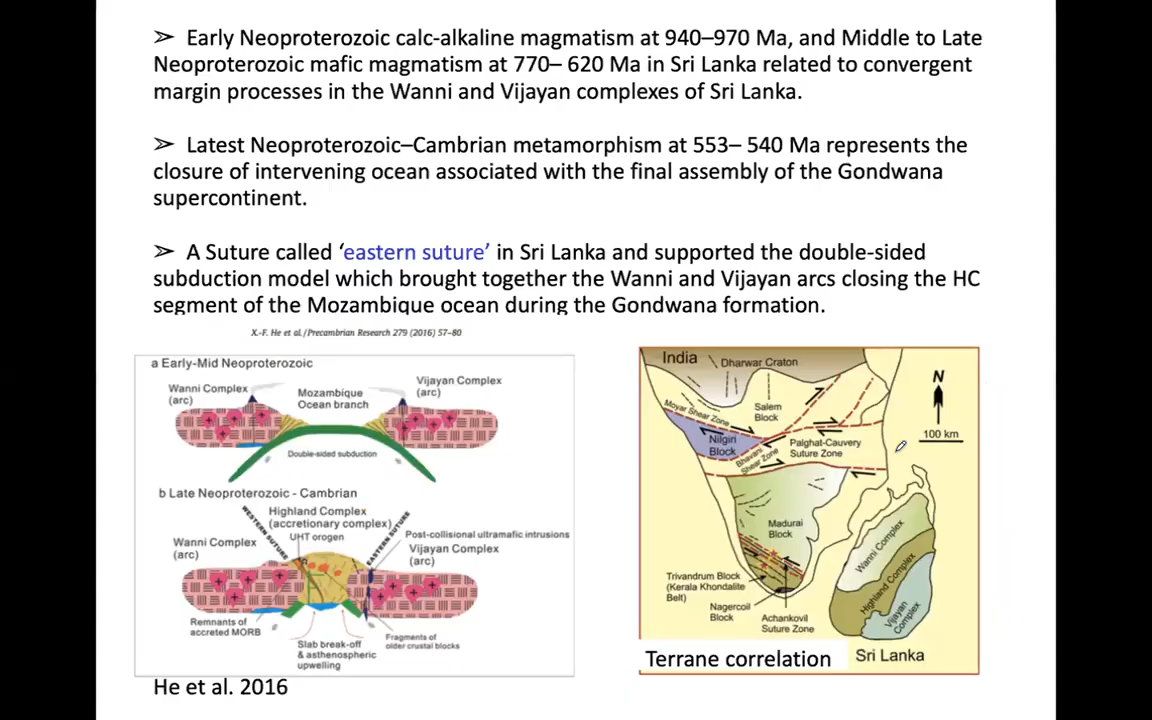 ➢ Early Neoproterozoic calc-alkaline magmatism at 940–970 Ma, and Middle to Late
Neoproterozoic mafic magmatism at 770– 620 Ma in Sri Lanka related to convergent
margin processes in the Wanni and Vijayan complexes of Sri Lanka.
➢ Latest Neoproterozoic–Cambrian metamorphism at 553– 540 Ma represents the
closure of intervening ocean associated with the final assembly of the Gondwana
supercontinent.
➢ A Suture called ‘eastern suture’ in Sri Lanka and supported the double-sided
subduction model which brought together the Wanni and Vijayan arcs closing the HC
segment of the Mozambique ocean during the Gondwana formation.
X.-F. He et al./Precambrian Research 279 (2016) 57–80
a Early-Mid Neoproterozoic
Wanni Complex
(arc)
Mozambique
Ocean branch
Vijayan Complex
(arc)
Double-sided subduction
b Late Neoproterozoic - Cambrian
Highland Complex
(accretionary complex)
UHT orogen
WESTERN SUTURE
EASTERN SUTURE
Post-collisional ultramafic intrusions
Wanni Complex
(arc)
Vijayan Complex
(arc)
Remnants of
accreted MORB
Slab break-off
& asthenospheric
upwelling
Fragments of
older crustal blocks
He et al. 2016
India
Dharwar Craton
N
100 km
Moyar Shear Zone
Salem
Block
Nilgiri
Block
Bhavani
Shear Zone
Palghat-Cauvery
Suture Zone
Madurai
Block
Trivandrum Block
(Kerala Khondalite
Belt)
Nagercoil
Block
Achankovil
Suture Zone
Wanni Complex
Highland Complex
Vijayan
Complex
Terrane correlation
Sri Lanka